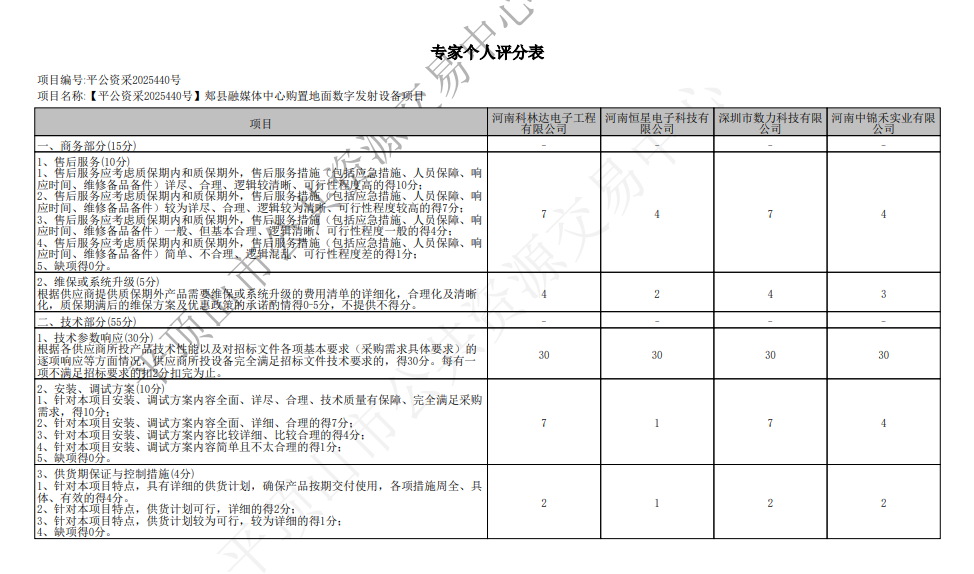 专家个人评分表
项目编号:平公资采2025440号
项目名称:【平公资采2025440号】郏县融媒体中心购置地面数字发射设备项目
项目 河南科林达电子工程有限公司 河南恒星电子科技有限公司 深圳市数力科技有限公司 河南中锦禾实业有限公司
一、商务部分(15分) - - - -
1、售后服务(10分)
1、售后服务应考虑质保期内和质保期外，售后服务措施（包括应急措施、人员保障、响
应时间、维修备品备件）详尽、合理、逻辑较清晰、可行性程度高的得10分；
2、售后服务应考虑质保期内和质保期外，售后服务措施（包括应急措施、人员保障、响
应时间、维修备品备件）较为详尽、合理、逻辑较为清晰、可行性程度较高的得7分；
3、售后服务应考虑质保期内和质保期外，售后服务措施（包括应急措施、人员保障、响
应时间、维修备品备件）一般、但基本合理、逻辑清晰、可行性程度一般的得4分；
4、售后服务应考虑质保期内和质保期外，售后服务措施（包括应急措施、人员保障、响
应时间、维修备品备件）简单、不合理、逻辑混乱、可行性程度差的得1分；
5、缺项得0分。
7 4 7 4
2、维保或系统升级(5分)
根据供应商提供质保期外产品需要维保或系统升级的费用清单的详细化，合理化及清晰
化，质保期满后的维保方案及优惠政策的承诺酌情得0-5分，不提供不得分。
4 2 4 3
二、技术部分(55分) - - - -
1、技术参数响应(30分)
根据各供应商所投产品技术性能以及对招标文件各项基本要求（采购需求具体要求）的
逐项响应等方面情况，供应商所投设备完全满足招标文件技术要求的，得30分。每有一
项不满足招标要求的扣2分扣完为止。
30 30 30 30
2、安装、调试方案(10分)
1、针对本项目安装、调试方案内容全面、详尽、合理、技术质量有保障、完全满足采购
需求，得10分；
2、针对本项目安装、调试方案内容全面、详细、合理的得7分；
3、针对本项目安装、调试方案内容比较详细、比较合理的得4分；
4、针对本项目安装、调试方案内容简单且不太合理的得1分；
5、缺项得0分。
7 1 7 4
3、供货期保证与控制措施(4分)
1、针对本项目特点，具有详细的供货计划，确保产品按期交付使用，各项措施周全、具
体、有效的得4分。
2、针对本项目特点，供货计划可行，详细的得2分；
3、针对本项目特点，供货计划较为可行，较为详细的得1分；
4、缺项得0分。
2 1 2 2
平顶山市公共资源交易中心
平顶山市公共资源交易中心